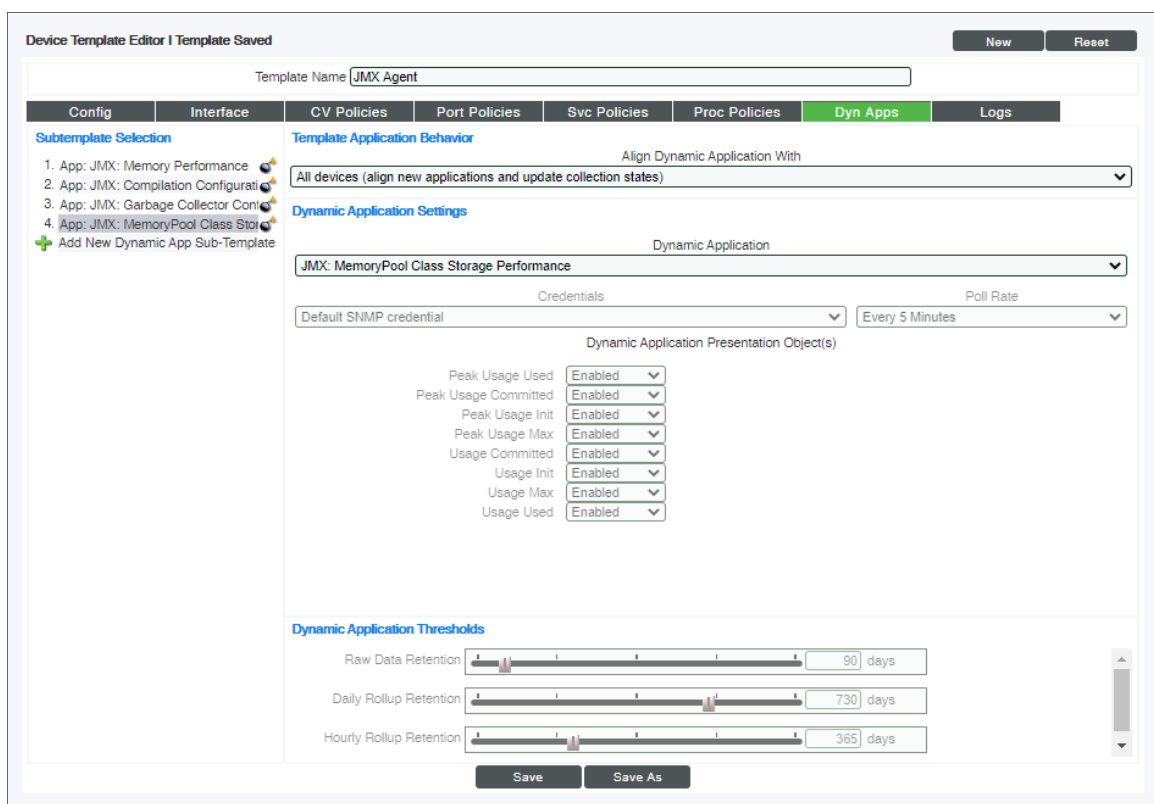 Device Template Editor | Template Saved
New
Reset
Template Name JMX Agent
Config
Interface
CV Policies
Port Policies
Svc Policies
Proc Policies
Dyn Apps
Logs
Subtemplate Selection
1. App: JMX: Memory Performance
2. App: JMX: Compilation Configurati
3. App: JMX: Garbage Collector Conf
4. App: JMX: MemoryPool Class Stor
Add New Dynamic App Sub-Template
Template Application Behavior
Align Dynamic Application With
All devices (align new applications and update collection states)
Dynamic Application Settings
Dynamic Application
JMX: MemoryPool Class Storage Performance
Credentials
Poll Rate
Default SNMP credential
Every 5 Minutes
Dynamic Application Presentation Object(s)
Peak Usage Used Enabled
Peak Usage Committed Enabled
Peak Usage Init Enabled
Peak Usage Max Enabled
Usage Committed Enabled
Usage Init Enabled
Usage Max Enabled
Usage Used Enabled
Dynamic Application Thresholds
Raw Data Retention 90 days
Daily Rollup Retention 730 days
Hourly Rollup Retention 365 days
Save
Save As